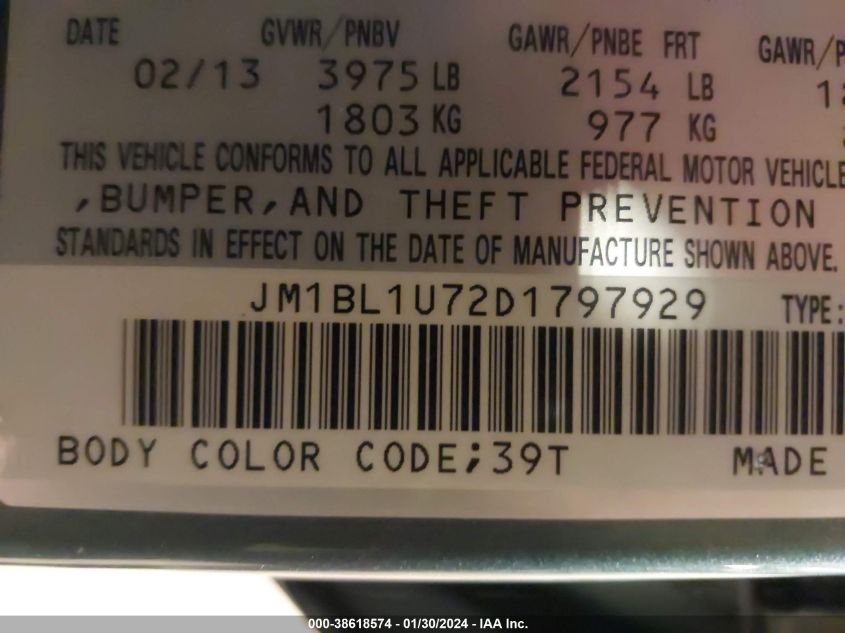 DATE GVWR/PNBV GAWR/PNBE FRT GAWR/P
02/13 3975 LB 2154 LB
1803 KG 977 KG
THIS VEHICLE CONFORMS TO ALL APPLICABLE FEDERAL MOTOR VEHICLE
,BUMPER,AND THEFT PREVENTION
STANDARDS IN EFFECT ON THE DATE OF MANUFACTURE SHOWN ABOVE.
JM1BL1U72D1797929 TYPE:
BODY COLOR CODE;39T MADE
000-38618574 - 01/30/2024 - IAA Inc.